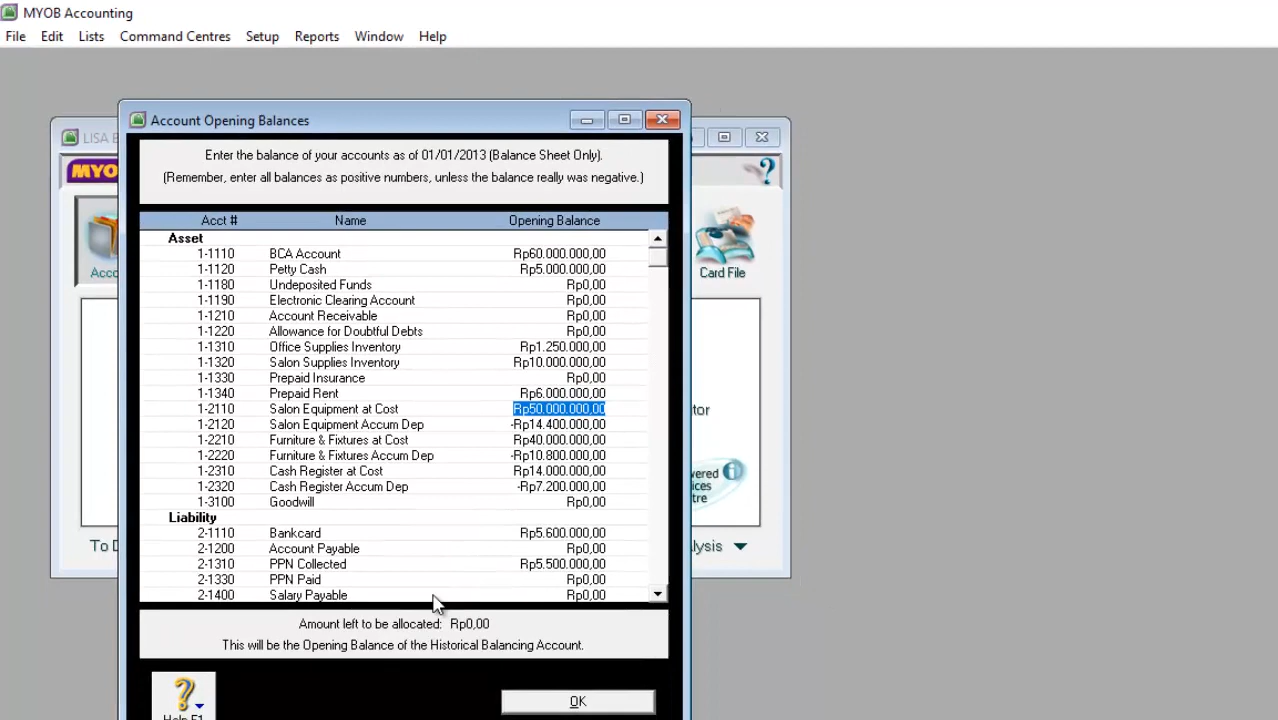 MYOB Accounting
File Edit Lists Command Centres Setup Reports Window Help
LISA B
Account Opening Balances
MYO
Enter the balance of your accounts as of 01/01/2013 (Balance Sheet Only).
(Remember, enter all balances as positive numbers, unless the balance really was negative.)
Acct # Name Opening Balance
Asset
1-1110 BCA Account Rp60.000.000,00
1-1120 Petty Cash Rp5.000.000,00
1-1180 Undeposited Funds Rp0,00
1-1190 Electronic Clearing Account Rp0,00
1-1210 Account Receivable Rp0,00
1-1220 Allowance for Doubtful Debts Rp0,00
1-1310 Office Supplies Inventory Rp1.250.000,00
1-1320 Salon Supplies Inventory Rp10.000.000,00
1-1330 Prepaid Insurance Rp0,00
1-1340 Prepaid Rent Rp6.000.000,00
1-2110 Salon Equipment at Cost Rp50.000.000,00
1-2120 Salon Equipment Accum Dep -Rp14.400.000,00
1-2210 Furniture & Fixtures at Cost Rp40.000.000,00
1-2220 Furniture & Fixtures Accum Dep -Rp10.800.000,00
1-2310 Cash Register at Cost Rp14.000.000,00
1-2320 Cash Register Accum Dep -Rp7.200.000,00
1-3100 Goodwill Rp0,00
Liability
2-1110 Bankcard Rp5.600.000,00
2-1200 Account Payable Rp0,00
2-1310 PPN Collected Rp5.500.000,00
2-1330 PPN Paid Rp0,00
2-1400 Salary Payable Rp0,00
Amount left to be allocated: Rp0,00
This will be the Opening Balance of the Historical Balancing Account.
Help F1
OK
Acco
Card File
tor
wered
ices
tre
To D
lysis